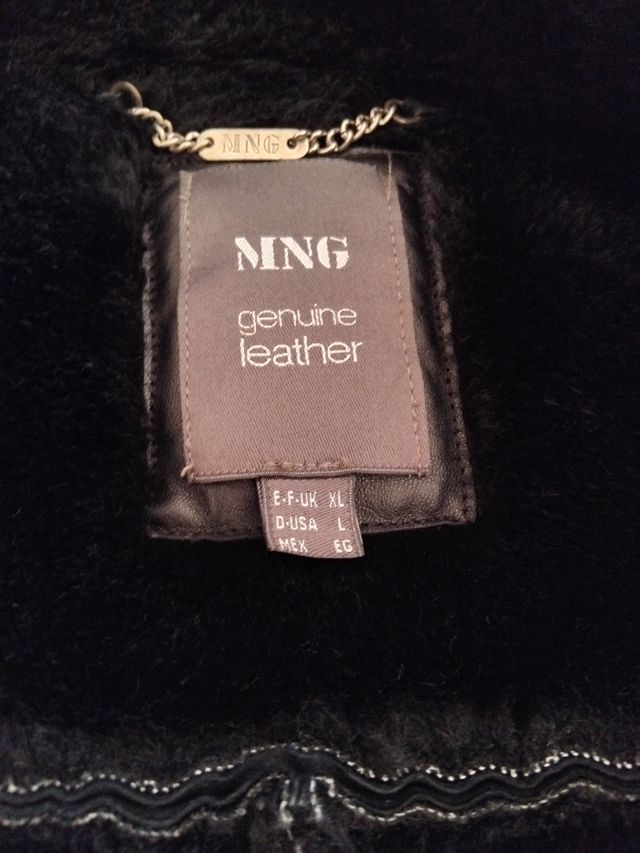 MNG
MNG
genuine
leather
E-F-UK XL
D-USA L
MEX EG